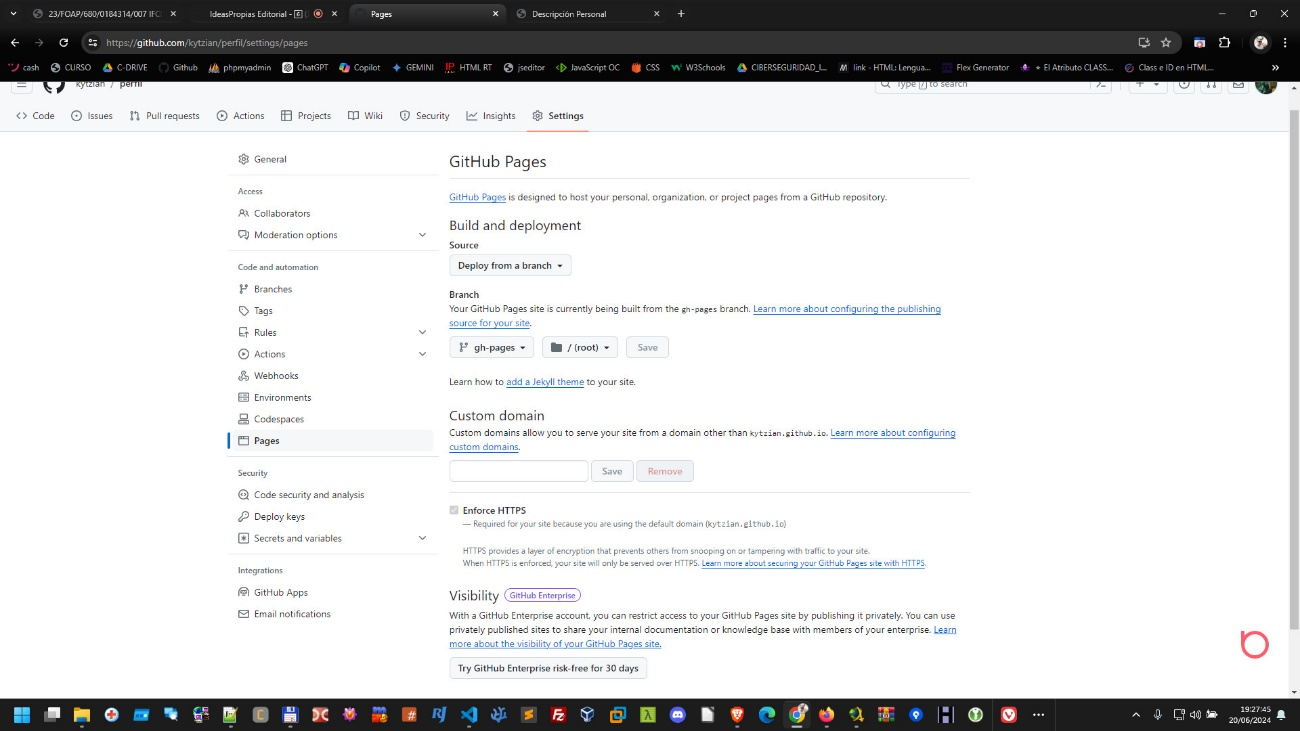 23/FOAP/680/0184314/007 IFC
IdeasPropias Editorial -
Pages
Descripción Personal
https://github.com/kytzian/perfil/settings/pages
cash
CURSO
C-DRIVE
Github
phpmyadmin
ChatGPT
Copilot
GEMINI
HTML RT
jseditor
JavaScript OC
CSS
W3Schools
CIBERSEGURIDAD_I...
link - HTML: Lengua...
Flex Generator
El Atributo CLASS...
Class e ID en HTML...
kytzian / perfil
Type / to search
Code
Issues
Pull requests
Actions
Projects
Wiki
Security
Insights
Settings
General
Access
Collaborators
Moderation options
Code and automation
Branches
Tags
Rules
Actions
Webhooks
Environments
Codespaces
Pages
Security
Code security and analysis
Deploy keys
Secrets and variables
Integrations
GitHub Apps
Email notifications
GitHub Pages
GitHub Pages is designed to host your personal, organization, or project pages from a GitHub repository.
Build and deployment
Source
Deploy from a branch
Branch
Your GitHub Pages site is currently being built from the gh-pages branch. Learn more about configuring the publishing
source for your site.
gh-pages
/ (root)
Save
Learn how to add a Jekyll theme to your site.
Custom domain
Custom domains allow you to serve your site from a domain other than kytzian.github.io. Learn more about configuring
custom domains.
Save
Remove
Enforce HTTPS
— Required for your site because you are using the default domain (kytzian.github.io)
HTTPS provides a layer of encryption that prevents others from snooping on or tampering with traffic to your site.
When HTTPS is enforced, your site will only be served over HTTPS. Learn more about securing your GitHub Pages site with HTTPS.
Visibility GitHub Enterprise
With a GitHub Enterprise account, you can restrict access to your GitHub Pages site by publishing it privately. You can use
privately published sites to share your internal documentation or knowledge base with members of your enterprise. Learn
more about the visibility of your GitHub Pages site.
Try GitHub Enterprise risk-free for 30 days
19:27:45
20/06/2024